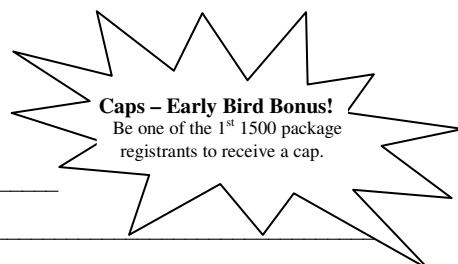 Caps – Early Bird Bonus!
Be one of the 1st 1500 package
registrants to receive a cap.